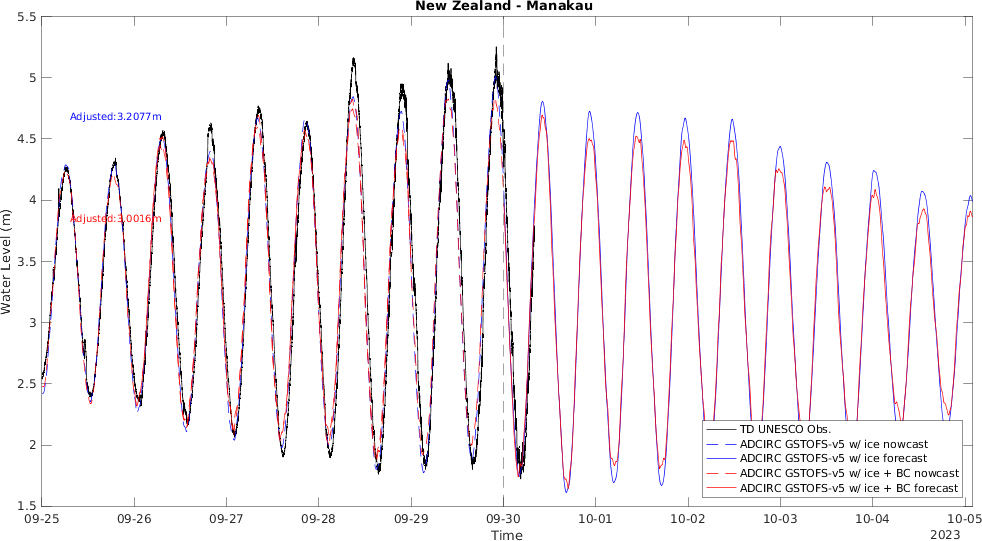 New Zealand - Manakau
5.5
5
4.5
4
3.5
3
2.5
2
1.5
Water Level (m)
Adjusted:3.2077m
Adjusted:3.0016m
TD UNESCO Obs.
ADCIRC GSTOFS-v5 w/ ice nowcast
ADCIRC GSTOFS-v5 w/ ice forecast
ADCIRC GSTOFS-v5 w/ ice + BC nowcast
ADCIRC GSTOFS-v5 w/ ice + BC forecast
09-25 09-26 09-27 09-28 09-29 09-30 10-01 10-02 10-03 10-04 10-05
Time
2023